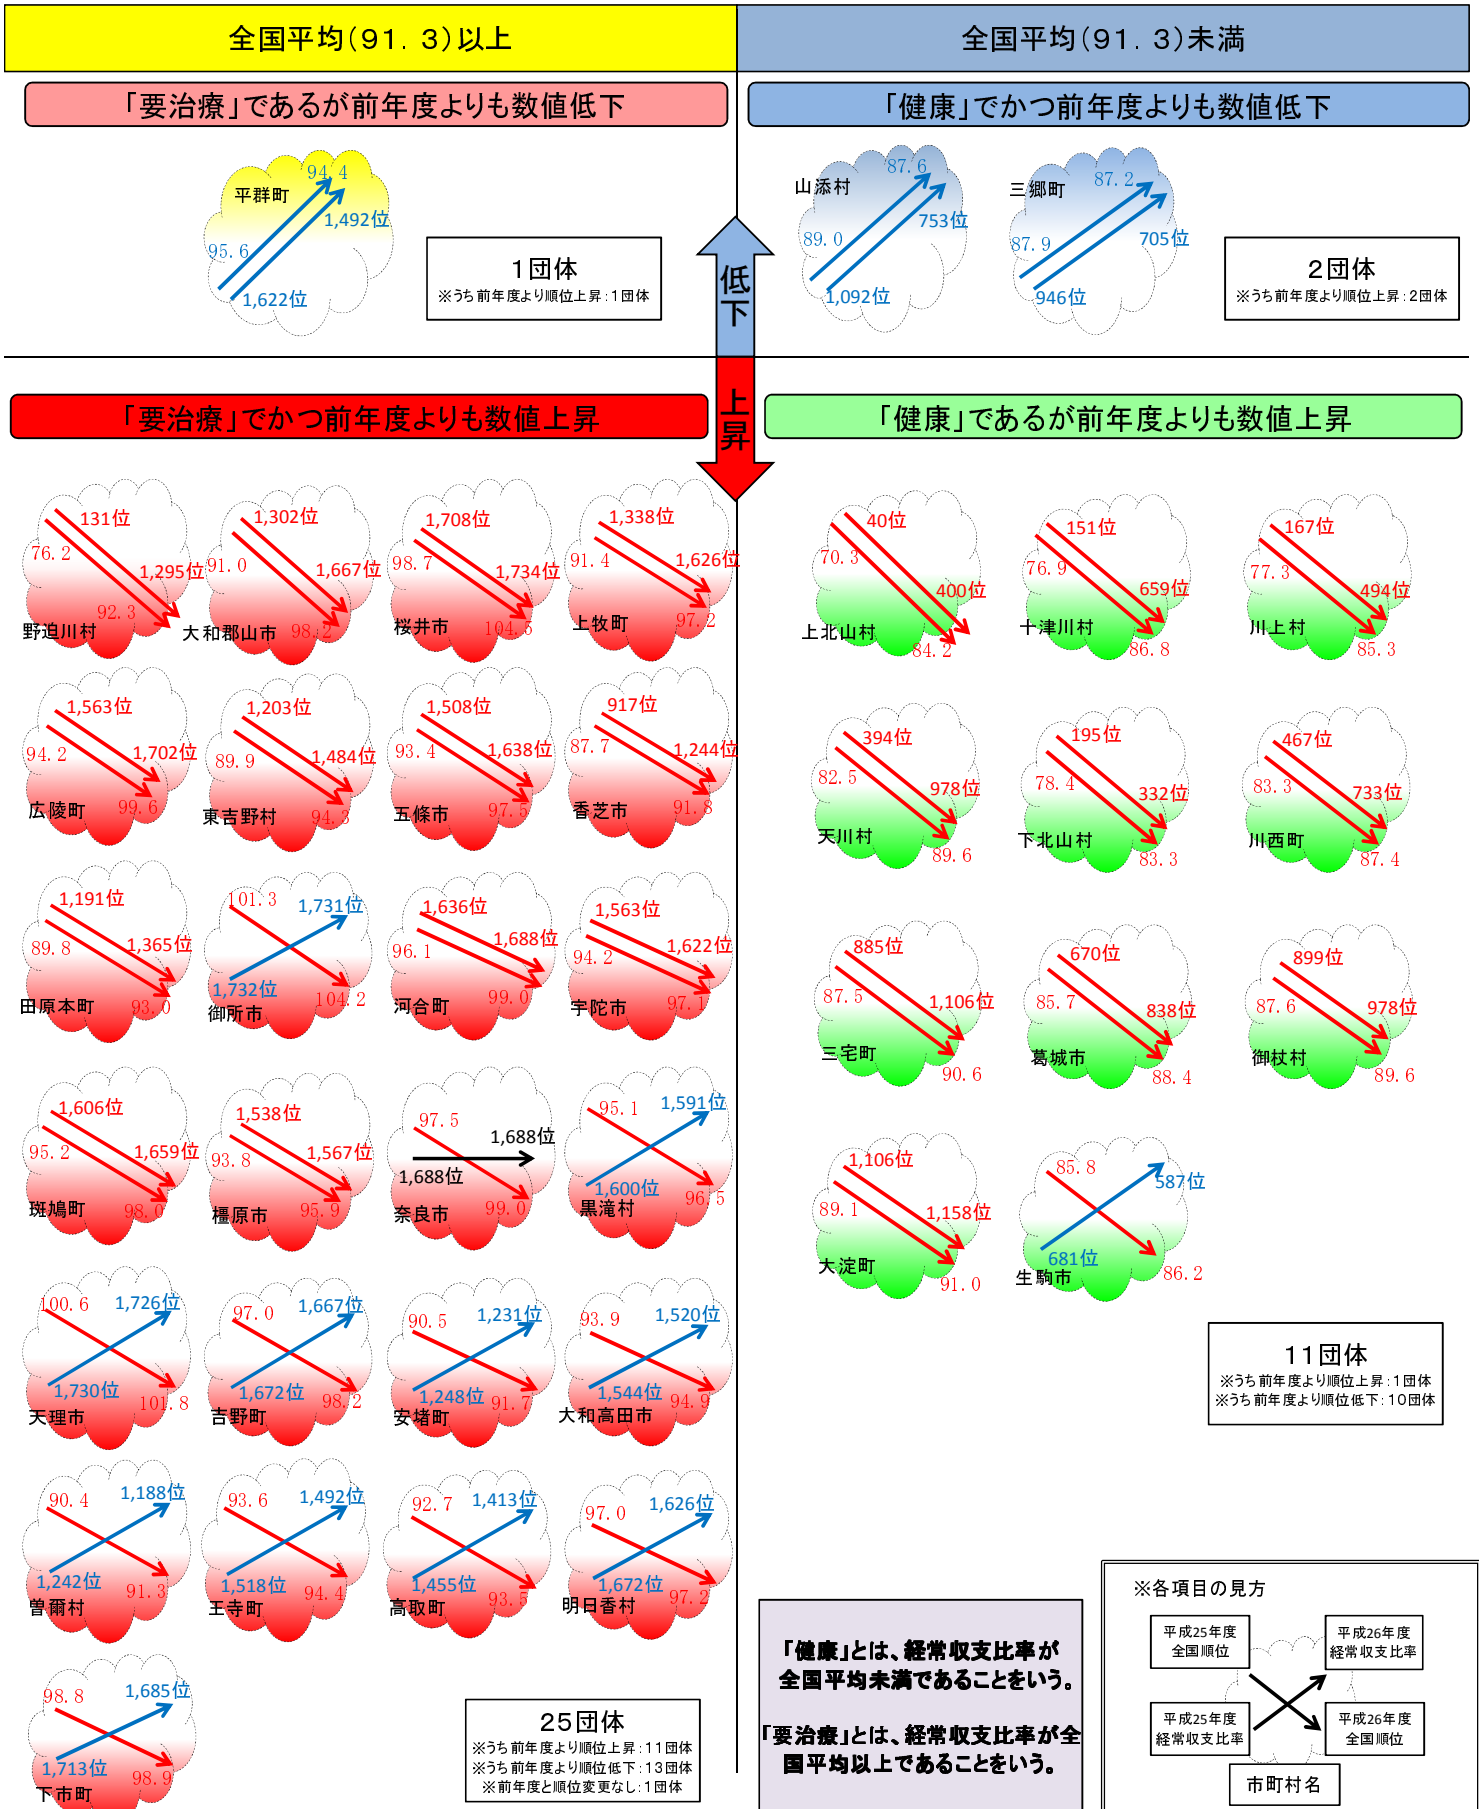 全国平均（９１．３）以上
全国平均（９１．３）未満
「要治療」であるが前年度よりも数値低下
「健康」でかつ前年度よりも数値低下
94.4
平群町
1,492位
95.6
1,622位
１団体
※うち前年度より順位上昇：１団体
87.6
山添村
753位
89.0
1,092位
87.2
三郷町
705位
87.9
946位
２団体
※うち前年度より順位上昇：２団体
低下
上昇
「要治療」でかつ前年度よりも数値上昇
「健康」であるが前年度よりも数値上昇
131位
76.2
1,295位
92.3
野迫川村
1,302位
91.0
1,667位
98.2
大和郡山市
1,708位
98.7
1,734位
104.5
桜井市
1,338位
91.4
1,626位
97.2
上牧町
1,563位
94.2
1,702位
99.6
広陵町
1,203位
89.9
1,484位
94.3
東吉野村
1,508位
93.4
1,638位
97.5
五條市
917位
87.7
1,244位
91.8
香芝市
1,191位
89.8
1,365位
93.0
田原本町
101.3
1,731位
1,732位
104.2
御所市
1,636位
96.1
1,688位
99.0
河合町
1,563位
94.2
1,622位
97.1
宇陀市
1,606位
95.2
1,659位
98.0
斑鳩町
1,538位
93.8
1,567位
95.9
橿原市
97.5
1,688位
1,688位
99.0
奈良市
95.1
1,591位
1,600位
96.5
黒滝村
100.6
1,726位
1,730位
101.8
天理市
97.0
1,667位
1,672位
98.2
吉野町
90.5
1,231位
1,248位
91.7
安堵町
93.9
1,520位
1,544位
94.9
大和高田市
90.4
1,188位
1,242位
91.3
曽爾村
93.6
1,492位
1,518位
94.4
王寺町
92.7
1,413位
1,455位
93.5
高取町
97.0
1,626位
1,672位
97.2
明日香村
98.8
1,685位
1,713位
98.9
下市町
２５団体
※うち前年度より順位上昇：１１団体
※うち前年度より順位低下：１３団体
※前年度と順位変更なし：１団体
40位
70.3
400位
84.2
上北山村
151位
76.9
659位
86.8
十津川村
167位
77.3
494位
85.3
川上村
394位
82.5
978位
89.6
天川村
195位
78.4
332位
83.3
下北山村
467位
83.3
733位
87.4
川西町
885位
87.5
1,106位
90.6
三宅町
670位
85.7
838位
88.4
葛城市
899位
87.6
978位
89.6
御杖村
1,106位
89.1
1,158位
91.0
大淀町
85.8
587位
681位
86.2
生駒市
１１団体
※うち前年度より順位上昇：１団体
※うち前年度より順位低下：１０団体
「健康」とは、経常収支比率が
全国平均未満であることをいう。
「要治療」とは、経常収支比率が全
国平均以上であることをいう。
※各項目の見方
平成25年度
全国順位
平成26年度
経常収支比率
平成25年度
経常収支比率
平成26年度
全国順位
市町村名